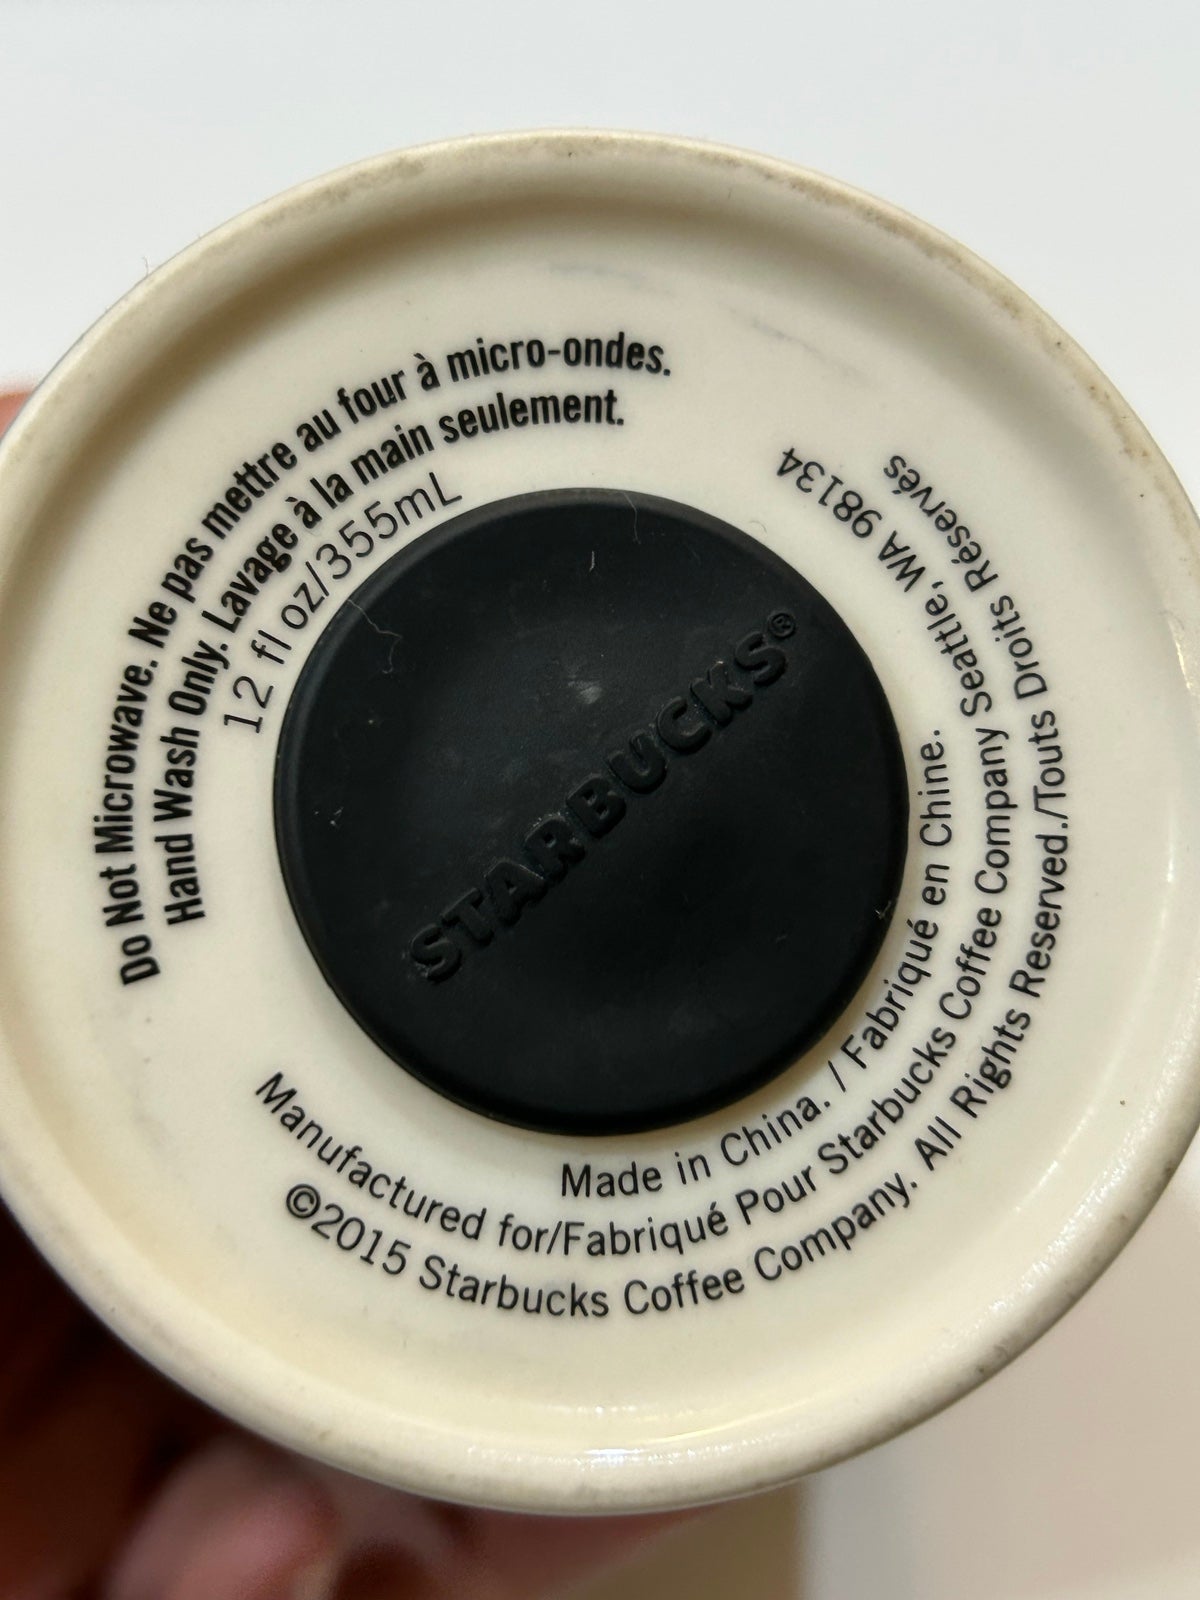 Do Not Microwave. Ne pas mettre au four à micro-ondes.
Hand Wash Only. Lavage à la main seulement.
12 fl oz/355mL
STARBUCKS®
Made in China. / Fabriqué en Chine.
Manufactured for/Fabriqué Pour Starbucks Coffee Company Seattle, WA 98134
©2015 Starbucks Coffee Company. All Rights Reserved./Touts Droits Réservés